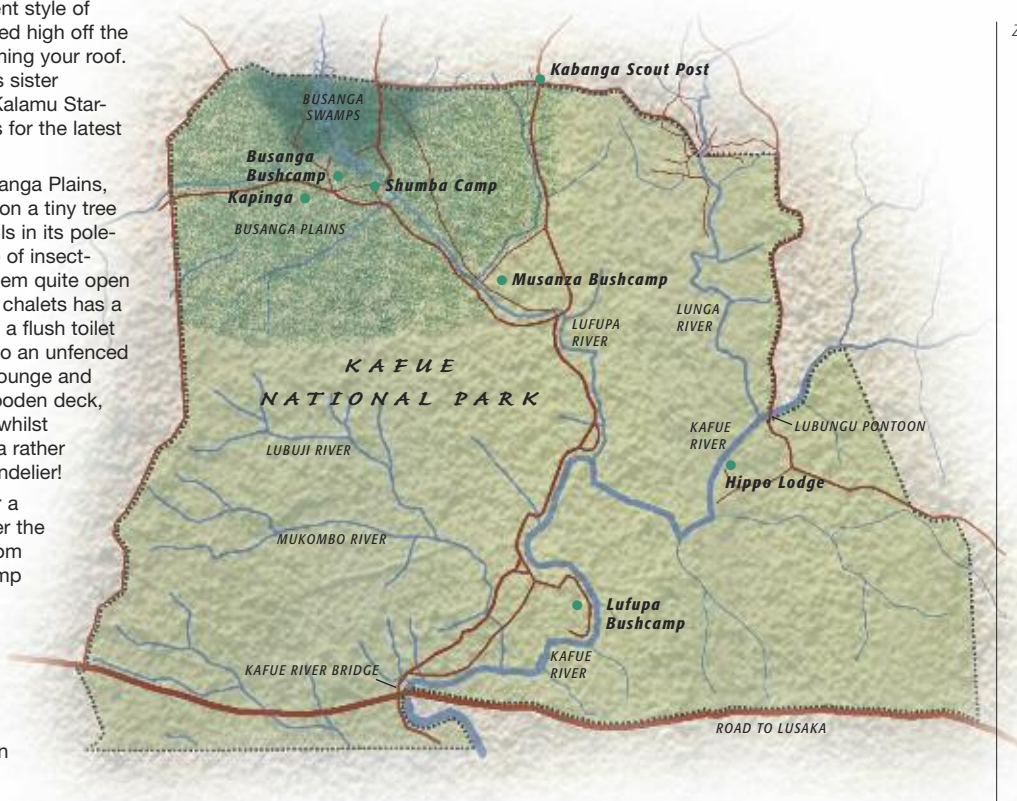 ent style of
ed high off the
ning your roof.
s sister
Kalamu Star-
s for the latest
anga Plains,
on a tiny tree
ls in its pole-
of insect-
em quite open
chalets has a
a flush toilet
o an unfenced
ounge and
ooden deck,
whilst
a rather
ndelier!
r a
er the
om
mp
n
Kabanga Scout Post
BUSANGA
SWAMPS
Busanga
Bushcamp
Shumba Camp
Kapinga
BUSANGA PLAINS
Musanza Bushcamp
LUFUPA
RIVER
LUNGA
RIVER
KAFUE
NATIONAL PARK
LUBUJI RIVER
KAFUE
RIVER
LUBUNGU PONTOON
Hippo Lodge
MUKOMBO RIVER
Lufupa
Bushcamp
KAFUE RIVER BRIDGE
KAFUE
RIVER
ROAD TO LUSAKA